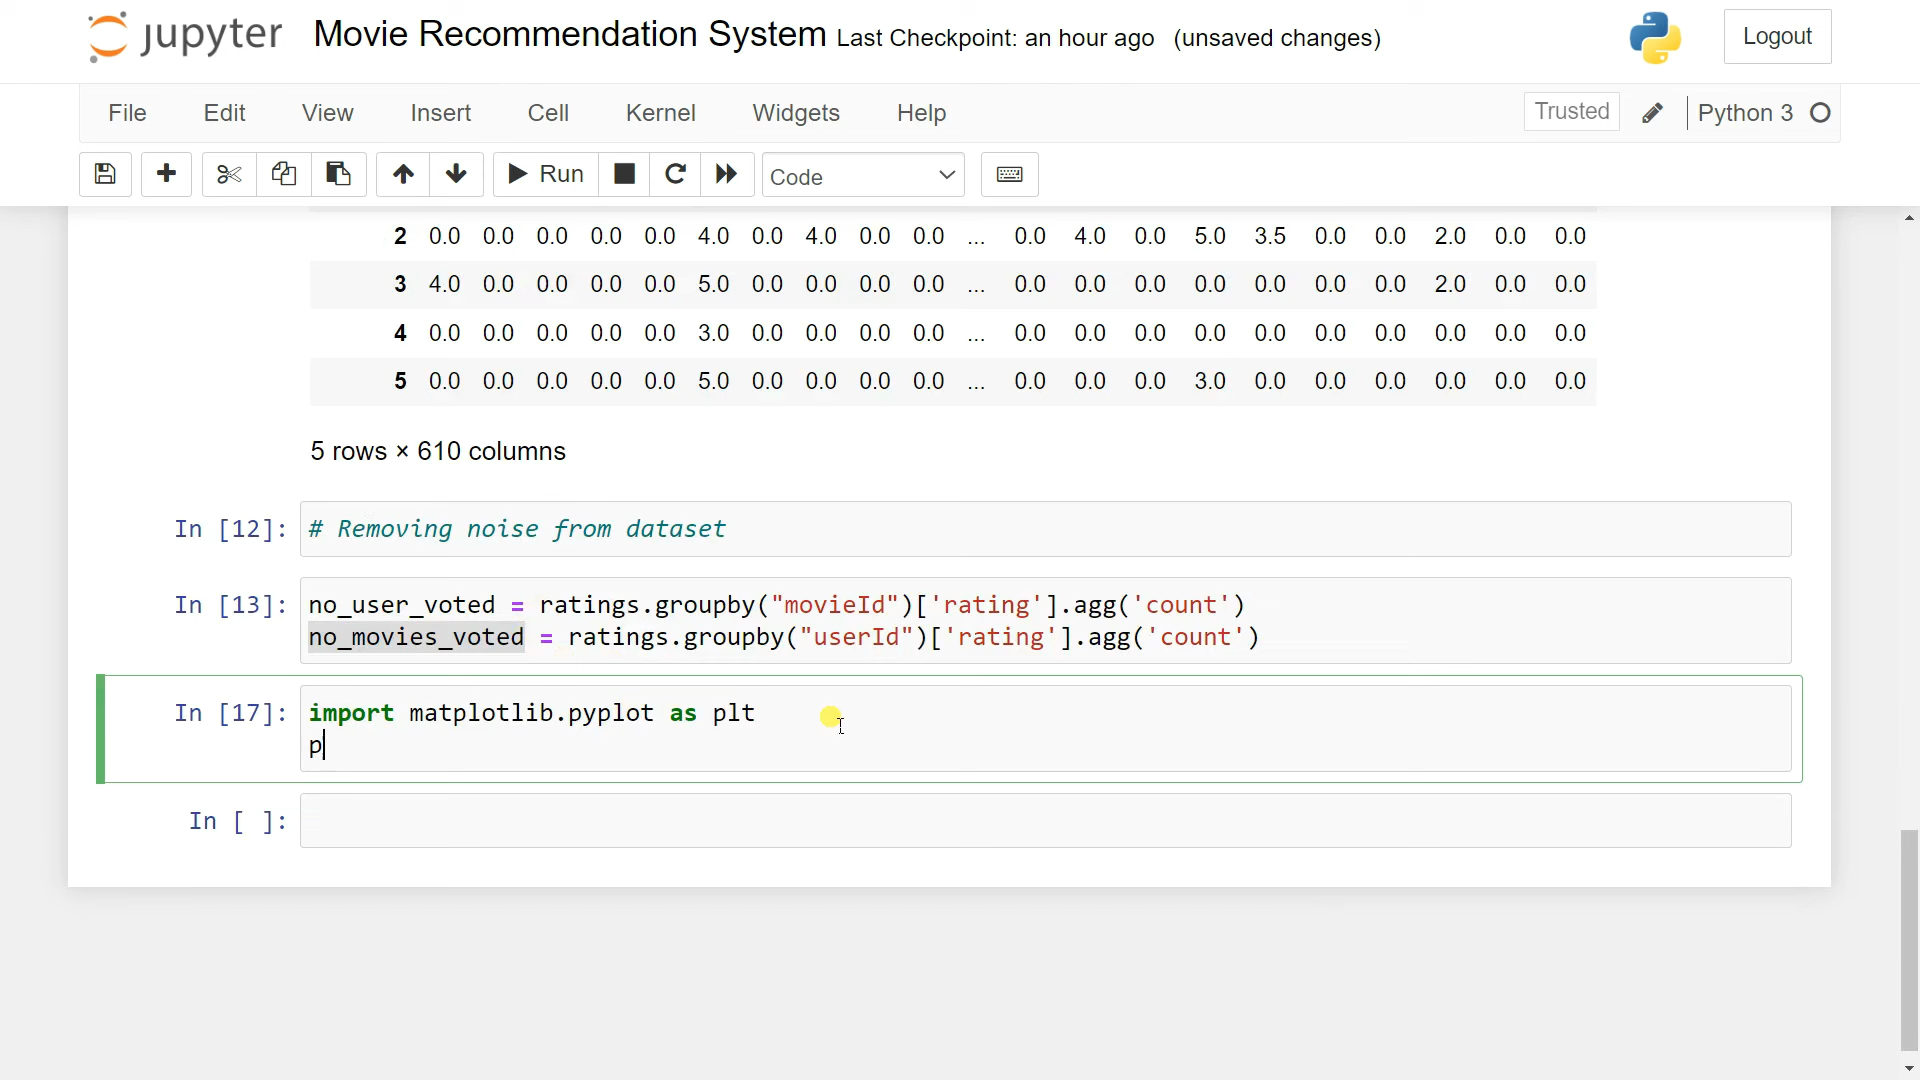 jupyter Movie Recommendation System Last Checkpoint: an hour ago (unsaved changes) Logout
File Edit View Insert Cell Kernel Widgets Help Trusted Python 3
Run Code
2 0.0 0.0 0.0 0.0 0.0 4.0 0.0 4.0 0.0 0.0 ... 0.0 4.0 0.0 5.0 3.5 0.0 0.0 2.0 0.0 0.0
3 4.0 0.0 0.0 0.0 0.0 5.0 0.0 0.0 0.0 0.0 ... 0.0 0.0 0.0 0.0 0.0 0.0 0.0 2.0 0.0 0.0
4 0.0 0.0 0.0 0.0 0.0 3.0 0.0 0.0 0.0 0.0 ... 0.0 0.0 0.0 0.0 0.0 0.0 0.0 0.0 0.0 0.0
5 0.0 0.0 0.0 0.0 0.0 5.0 0.0 0.0 0.0 0.0 ... 0.0 0.0 0.0 3.0 0.0 0.0 0.0 0.0 0.0 0.0
5 rows × 610 columns
In [12]: # Removing noise from dataset
In [13]: no_user_voted = ratings.groupby("movieId")['rating'].agg('count')
no_movies_voted = ratings.groupby("userId")['rating'].agg('count')
In [17]: import matplotlib.pyplot as plt
p
In [ ]: